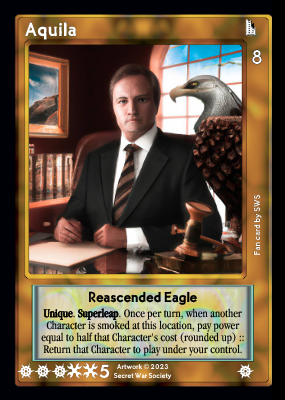 Aquila
8
Fan card by SWS
Reascended Eagle
Unique. Superleap. Once per turn, when another
Character is smoked at this location, pay power
equal to half that Character's cost (rounded up) ::
Return that Character to play under your control.
5
Artwork © 2023
Secret War Society